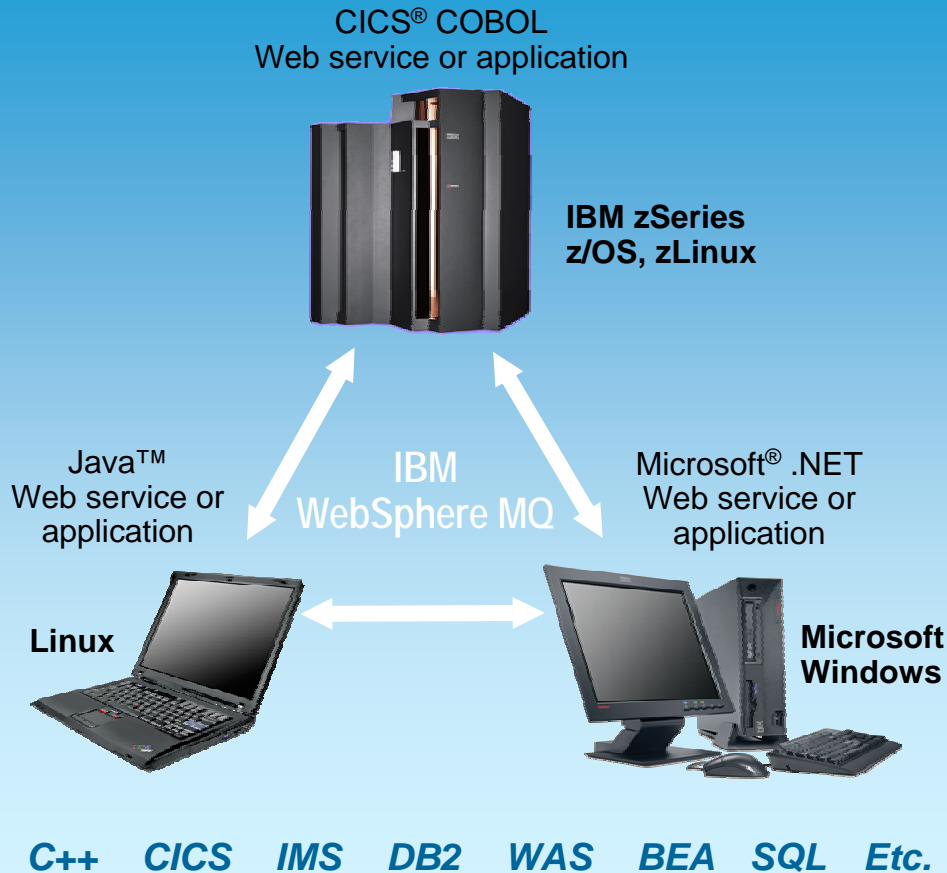 CICS® COBOL
Web service or application
IBM zSeries
z/OS, zLinux
Java™
Web service or
application
IBM
WebSphere MQ
Microsoft® .NET
Web service or
application
Linux
Microsoft
Windows
C++ CICS IMS DB2 WAS BEA SQL Etc.